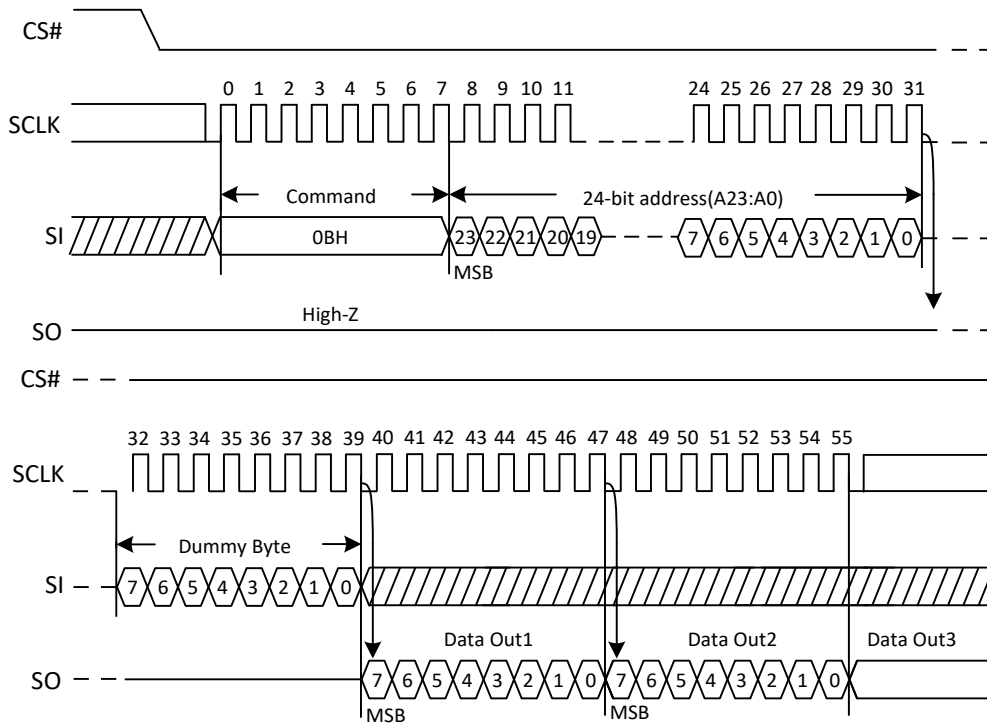 CS#
0 1 2 3 4 5 6 7 8 9 10 11 24 25 26 27 28 29 30 31
SCLK
Command 24-bit address(A23:A0)
SI 0BH 23 22 21 20 19 7 6 5 4 3 2 1 0
MSB
High-Z
SO
CS#
32 33 34 35 36 37 38 39 40 41 42 43 44 45 46 47 48 49 50 51 52 53 54 55
SCLK
Dummy Byte
SI 7 6 5 4 3 2 1 0
Data Out1 Data Out2 Data Out3
SO 7 6 5 4 3 2 1 0 7 6 5 4 3 2 1 0
MSB MSB